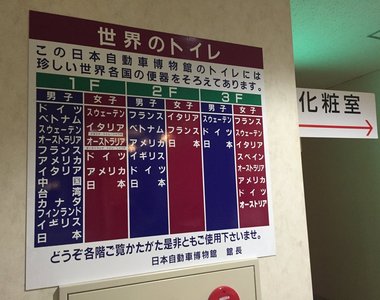 世界のトイレ
この日本自動車博物館のトイレには
珍しい世界各国の便器をそろえてあります。
1F
男子
ドイツ
ベトナム
スウェーデン
オーストラリア
アメリカ
イタリア
中国
台湾
カナダ
フィンランド
イギリス
日本
女子
スウェーデン
イタリア
オーストラリア
ドイツ
アメリカ
日本
2F
男子
フランス
ベトナム
アメリカ
イギリス
ドイツ
日本
女子
イタリア
フランス
日本
3F
男子
スウェーデン
ドイツ
日本
女子
フランス
アメリカ
イタリア
スペイン
オーストラリア
ドイツ
日本
オーストリア
どうぞ各階ご覧かたがた是非ともご使用下さいませ。
日本自動車博物館 館長
化粧室